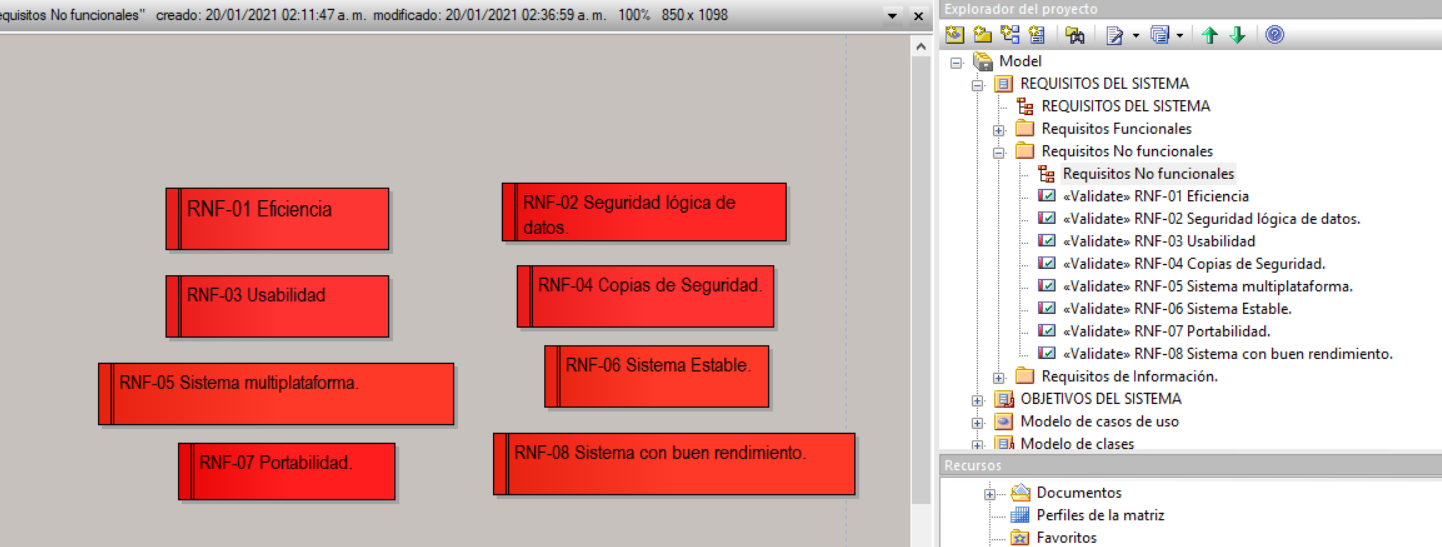 equisitos No funcionales" creado: 20/01/2021 02:11:47 a. m. modificado: 20/01/2021 02:36:59 a. m. 100% 850 x 1098
RNF-01 Eficiencia
RNF-02 Seguridad lógica de
datos.
RNF-03 Usabilidad
RNF-04 Copias de Seguridad.
RNF-05 Sistema multiplataforma.
RNF-06 Sistema Estable.
RNF-07 Portabilidad.
RNF-08 Sistema con buen rendimiento.
Explorador del proyecto
Model
REQUISITOS DEL SISTEMA
REQUISITOS DEL SISTEMA
Requisitos Funcionales
Requisitos No funcionales
Requisitos No funcionales
«Validate» RNF-01 Eficiencia
«Validate» RNF-02 Seguridad lógica de datos.
«Validate» RNF-03 Usabilidad
«Validate» RNF-04 Copias de Seguridad.
«Validate» RNF-05 Sistema multiplataforma.
«Validate» RNF-06 Sistema Estable.
«Validate» RNF-07 Portabilidad.
«Validate» RNF-08 Sistema con buen rendimiento.
Requisitos de Información.
OBJETIVOS DEL SISTEMA
Modelo de casos de uso
Modelo de clases
Recursos
Documentos
Perfiles de la matriz
Favoritos